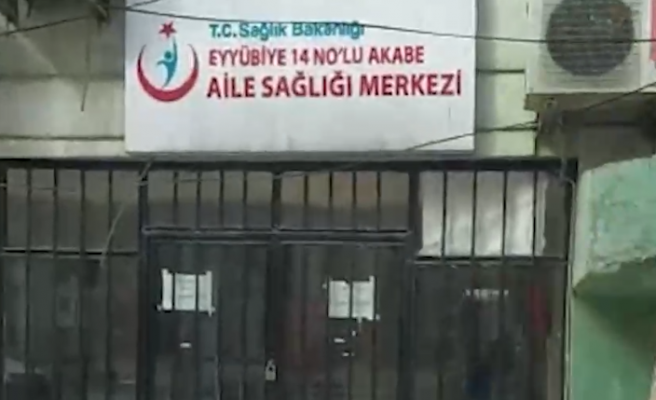 T.C. Sağlık Bakanlığı
EYYÜBİYE 14 NO'LU AKABE
AİLE SAĞLIĞI MERKEZİ